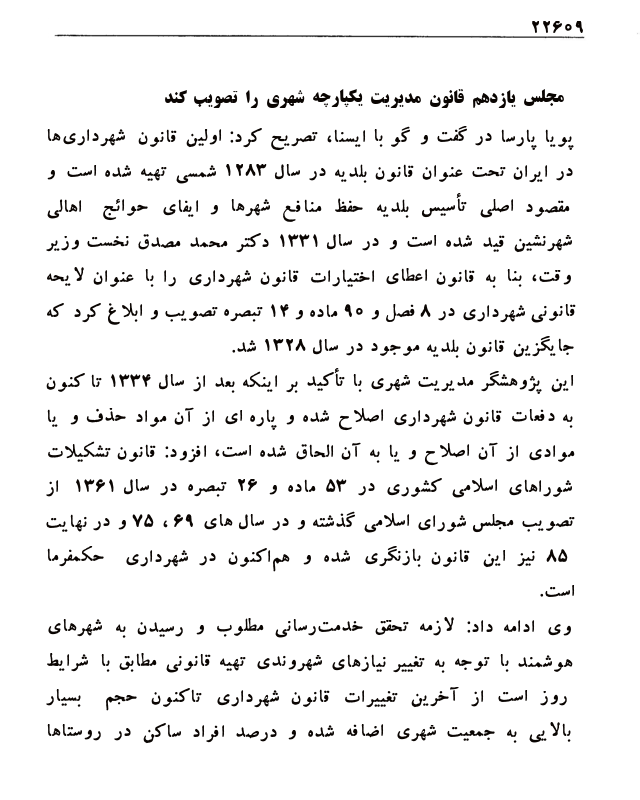 ۲۲۶۰۹
مجلس یازدهم قانون مدیریت یکپارچه شهری را تصویب کند
پویا پارسا در گفت و گو با ایسنا، تصریح کرد: اولین قانون شهرداری‌ها
در ایران تحت عنوان قانون بلدیه در سال ۱۲۸۳ شمسی تهیه شده است و
مقصود اصلی تأسیس بلدیه حفظ منافع شهرها و ایفای حوائج اهالی
شهرنشین قید شده است و در سال ۱۳۳۱ دکتر محمد مصدق نخست وزیر
وقت، بنا به قانون اعطای اختیارات قانون شهرداری را با عنوان لایحه
قانونی شهرداری در ۸ فصل و ۹۰ ماده و ۱۴ تبصره تصویب و ابلاغ کرد که
جایگزین قانون بلدیه موجود در سال ۱۳۲۸ شد.
این پژوهشگر مدیریت شهری با تأکید بر اینکه بعد از سال ۱۳۳۴ تا کنون
به دفعات قانون شهرداری اصلاح شده و پاره ای از آن مواد حذف و یا
موادی از آن اصلاح و یا به آن الحاق شده است، افزود: قانون تشکیلات
شوراهای اسلامی کشوری در ۵۳ ماده و ۲۶ تبصره در سال ۱۳۶۱ از
تصویب مجلس شورای اسلامی گذشته و در سال های ۶۹ ، ۷۵ و در نهایت
۸۵ نیز این قانون بازنگری شده و هم‌اکنون در شهرداری حکمفرما
است.
وی ادامه داد: لازمه تحقق خدمت‌رسانی مطلوب و رسیدن به شهرهای
هوشمند با توجه به تغییر نیازهای شهروندی تهیه قانونی مطابق با شرایط
روز است از آخرین تغییرات قانون شهرداری تاکنون حجم بسیار
بالایی به جمعیت شهری اضافه شده و درصد افراد ساکن در روستاها